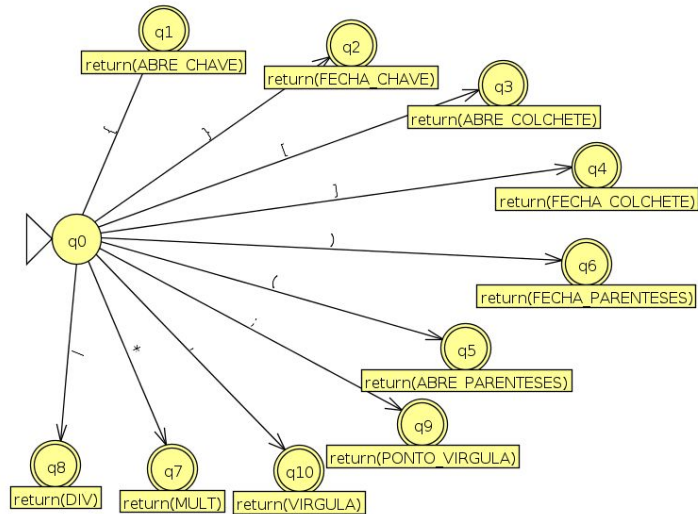 q1
return(ABRE_CHAVE)
q2
return(FECHA_CHAVE)
q3
return(ABRE_COLCHETE)
q4
return(FECHA_COLCHETE)
{
}
[
]
q0
)
q6
return(FECHA_PARENTESES)
(
q5
return(ABRE_PARENTESES)
;
q9
return(PONTO_VIRGULA)
/
*
,
q8
return(DIV)
q7
return(MULT)
q10
return(VIRGULA)